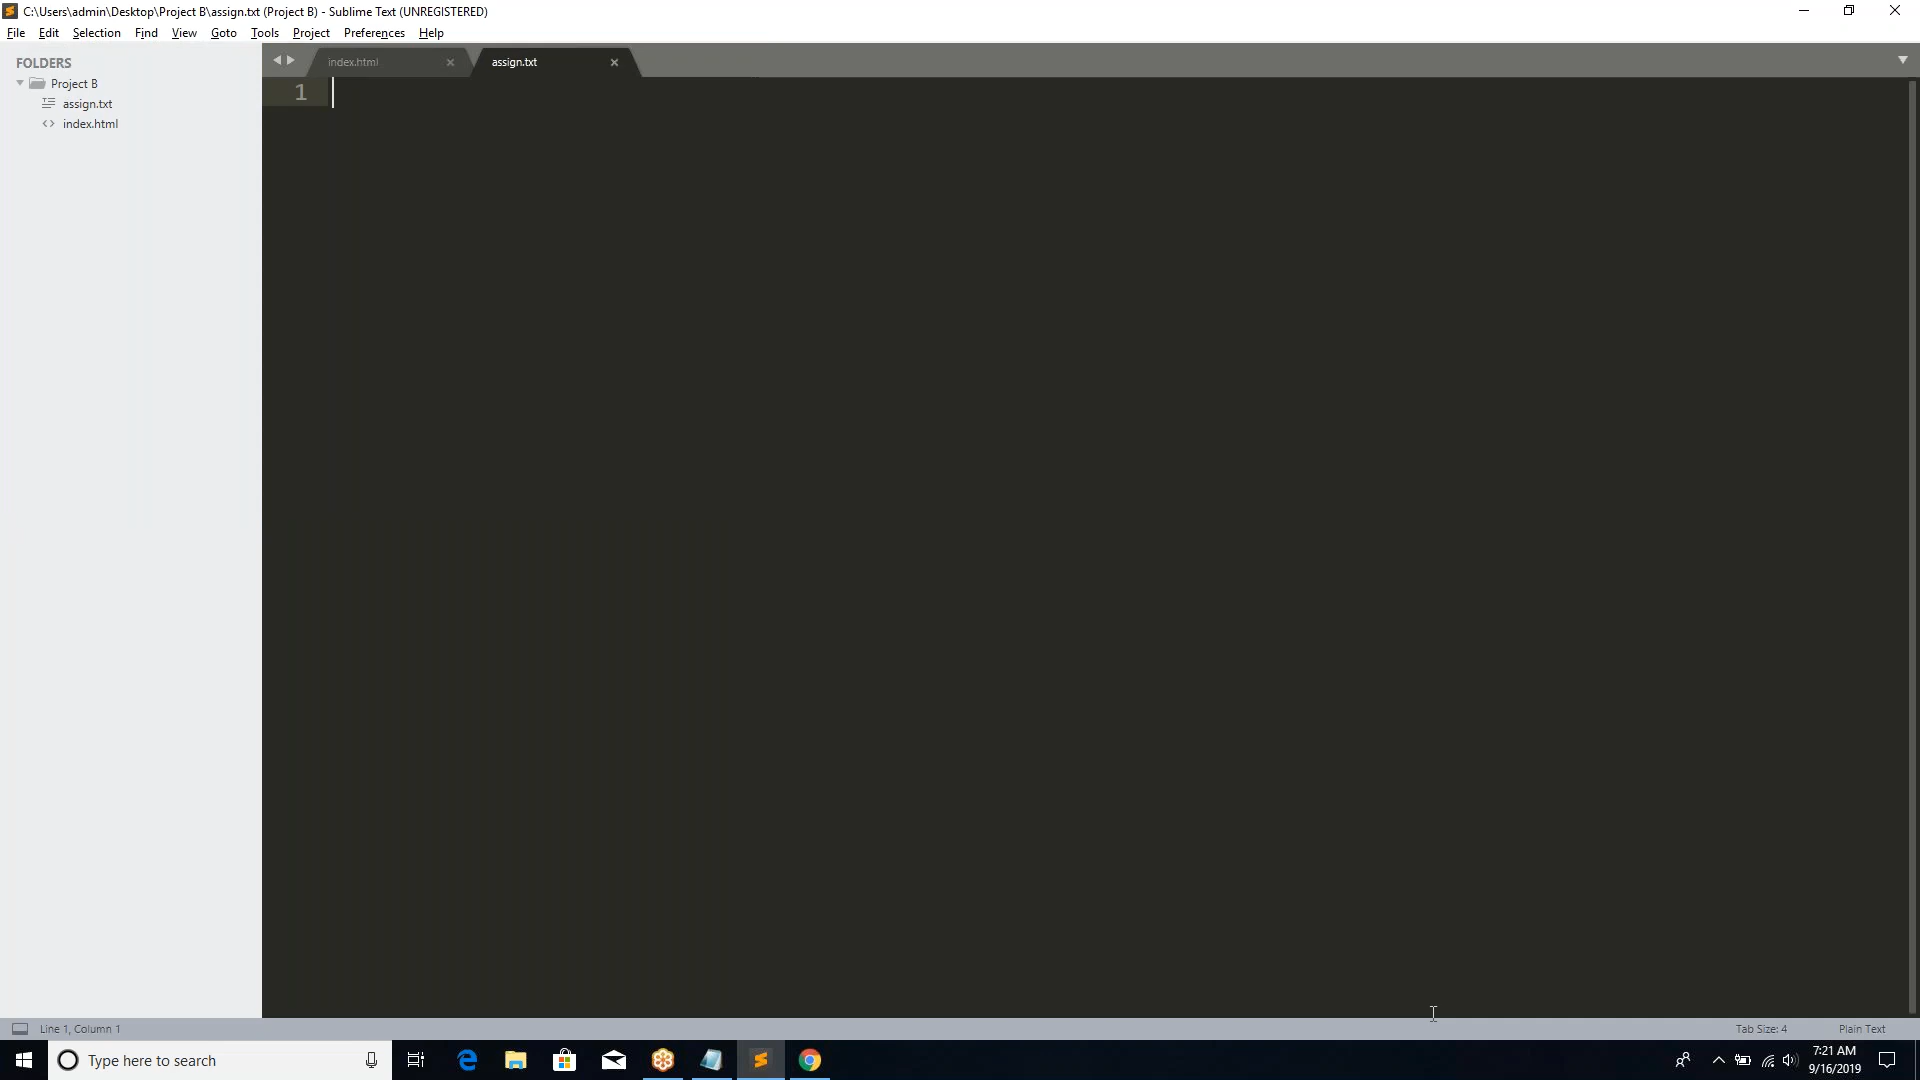 C:\Users\admin\Desktop\Project B\assign.txt (Project B) - Sublime Text (UNREGISTERED)
File Edit Selection Find View Goto Tools Project Preferences Help
FOLDERS
Project B
assign.txt
index.html
index.html
assign.txt
1
Line 1, Column 1
Tab Size: 4
Plain Text
Type here to search
7:21 AM
9/16/2019